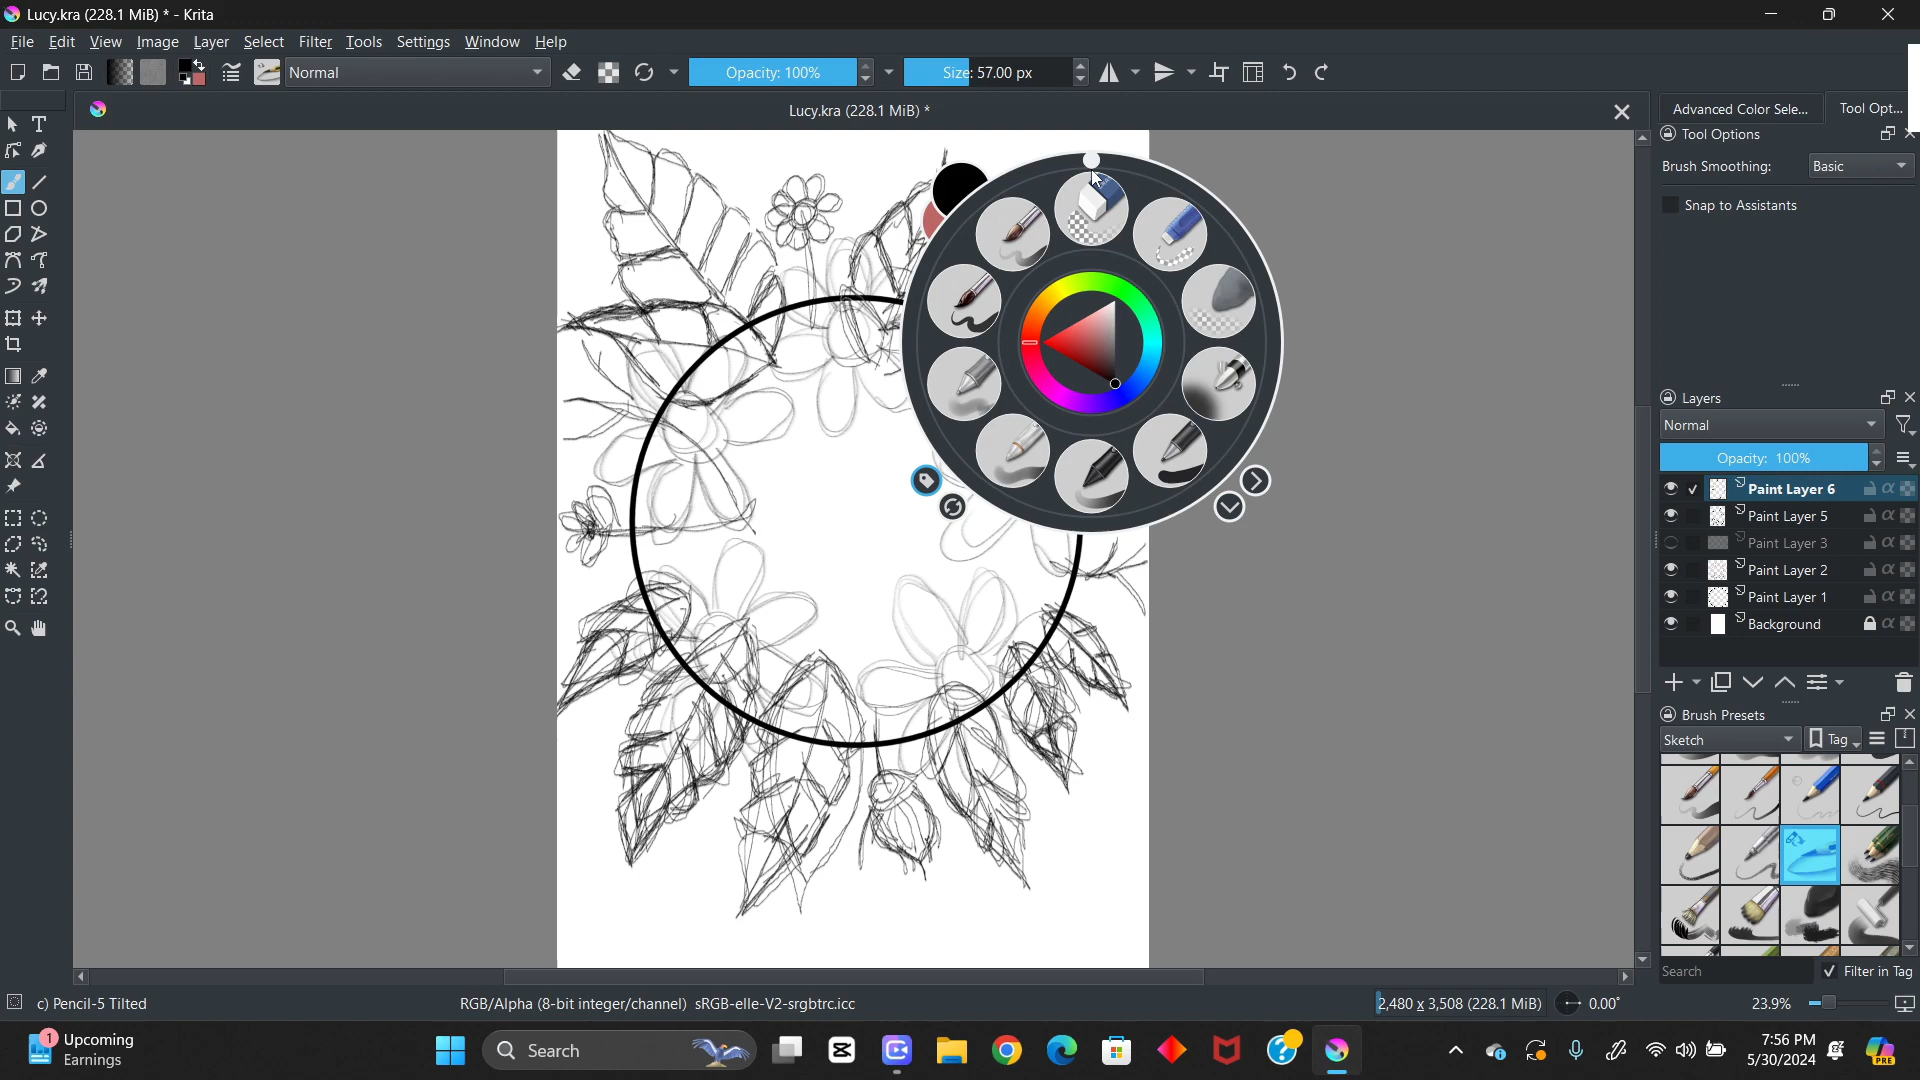 Lucy.kra (228.1 MiB) * - Krita
File Edit View Image Layer Select Filter Tools Settings Window Help
Normal Opacity: 100% Size: 57.00 px
Lucy.kra (228.1 MiB) *
Advanced Color Sele... Tool Opt...
Tool Options
Brush Smoothing: Basic
Snap to Assistants
Layers
Normal
Opacity: 100%
Paint Layer 6
Paint Layer 5
Paint Layer 3
Paint Layer 2
Paint Layer 1
Background
Brush Presets
Sketch Tag
Search Filter in Tag
c) Pencil-5 Tilted RGB/Alpha (8-bit integer/channel) sRGB-elle-V2-srgbtrc.icc 2,480 x 3,508 (228.1 MiB) 0.00° 23.9%
1 Upcoming
Earnings
Search
7:56 PM
5/30/2024
PRE